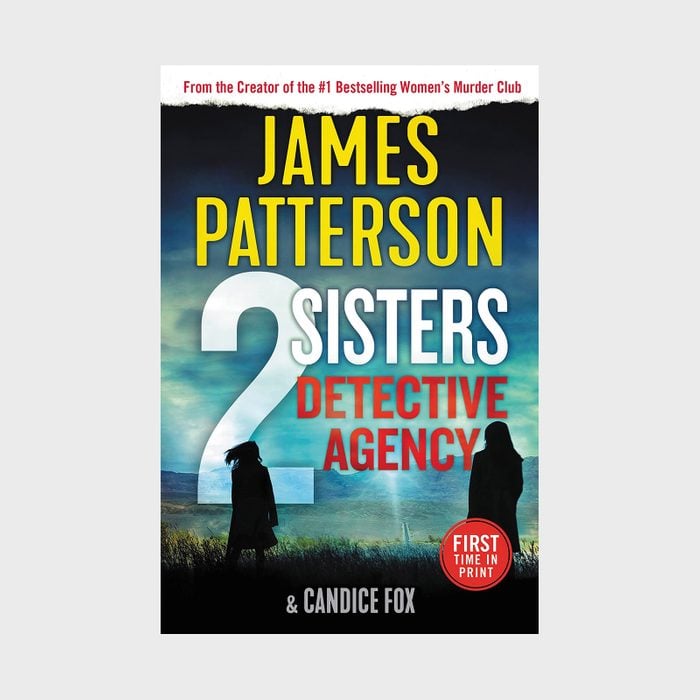 From the Creator of the #1 Bestselling Women's Murder Club
JAMES
PATTERSON
2 SISTERS
DETECTIVE
AGENCY
FIRST
TIME IN
PRINT
& CANDICE FOX